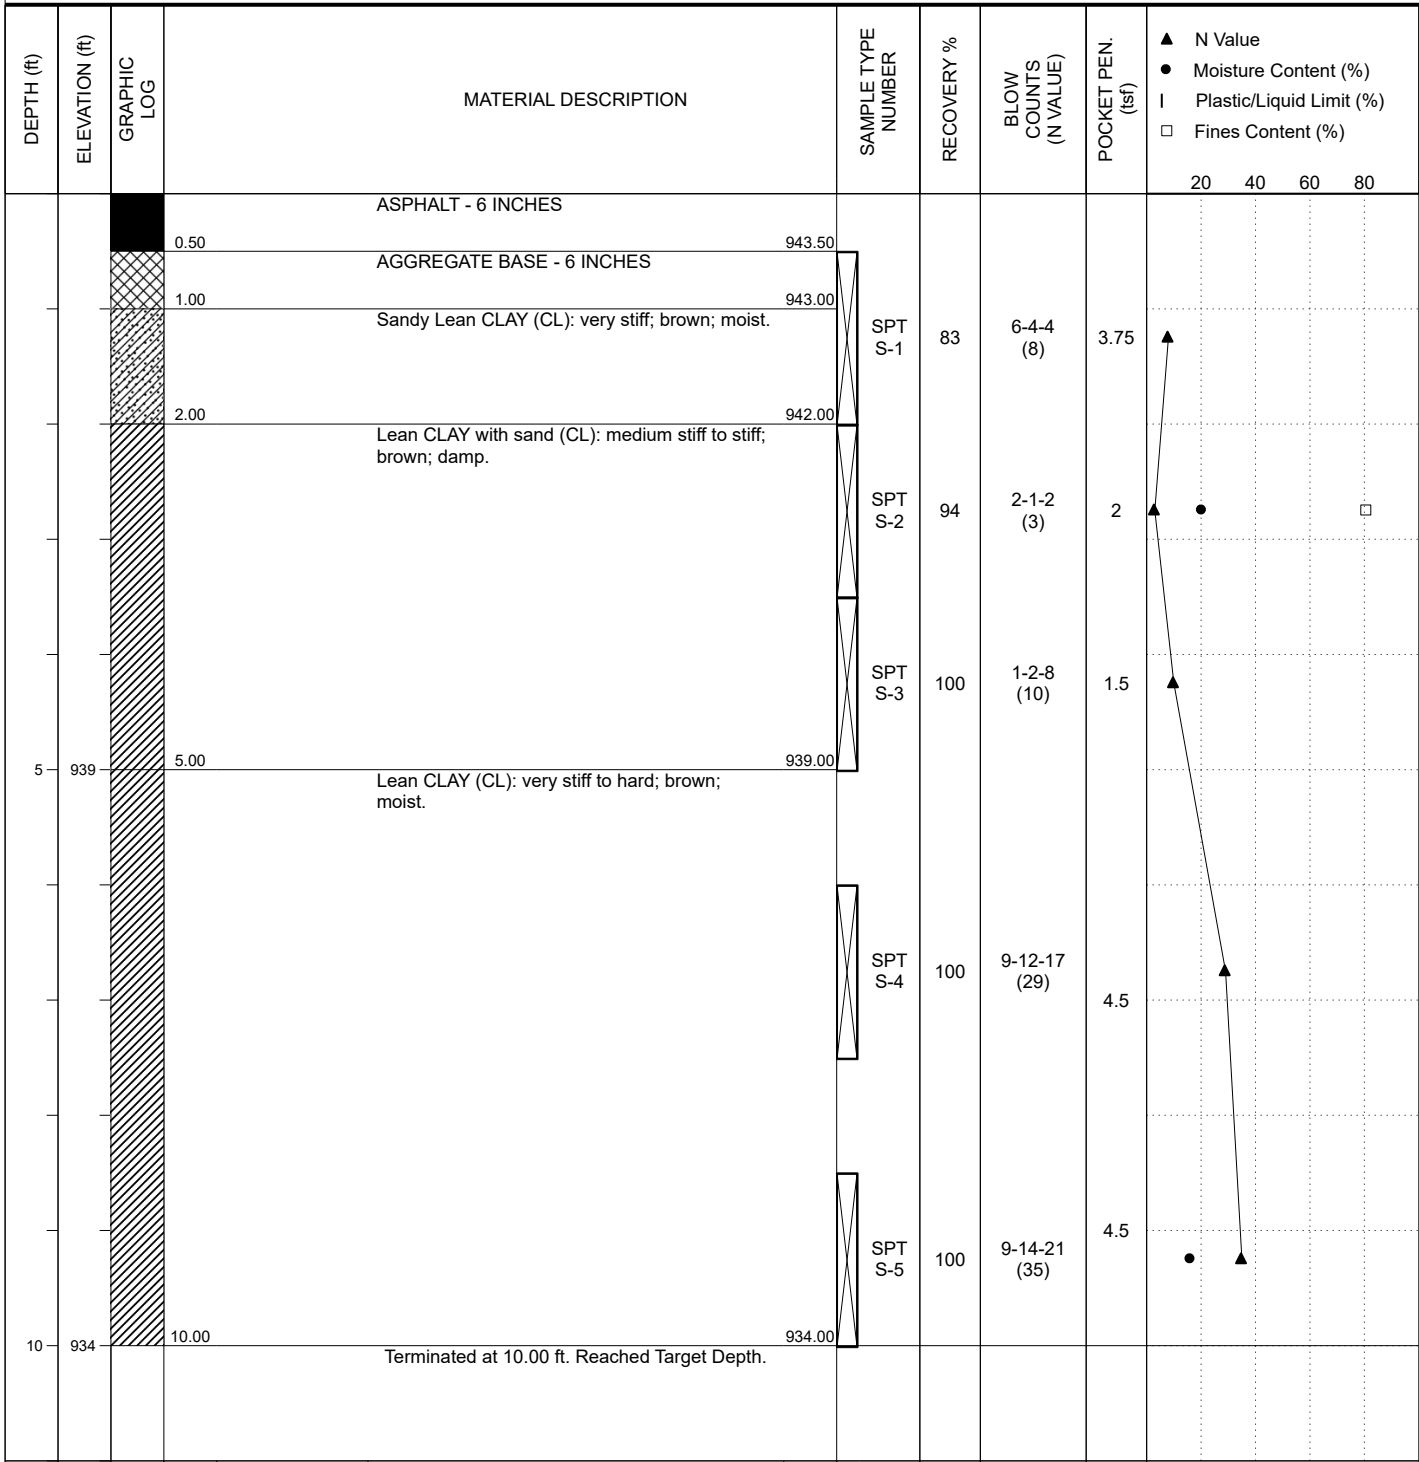 DEPTH (ft)
ELEVATION (ft)
GRAPHIC
LOG
MATERIAL DESCRIPTION
SAMPLE TYPE
NUMBER
RECOVERY %
BLOW
COUNTS
(N VALUE)
POCKET PEN.
(tsf)
N Value
Moisture Content (%)
Plastic/Liquid Limit (%)
Fines Content (%)
20 40 60 80
ASPHALT - 6 INCHES
0.50 943.50
AGGREGATE BASE - 6 INCHES
1.00 943.00
Sandy Lean CLAY (CL): very stiff; brown; moist.
SPT
S-1
83
6-4-4
(8)
3.75
2.00 942.00
Lean CLAY with sand (CL): medium stiff to stiff;
brown; damp.
SPT
S-2
94
2-1-2
(3)
2
SPT
S-3
100
1-2-8
(10)
1.5
5 939 5.00 939.00
Lean CLAY (CL): very stiff to hard; brown;
moist.
SPT
S-4
100
9-12-17
(29)
4.5
SPT
S-5
100
9-14-21
(35)
4.5
10 934 10.00 934.00
Terminated at 10.00 ft. Reached Target Depth.